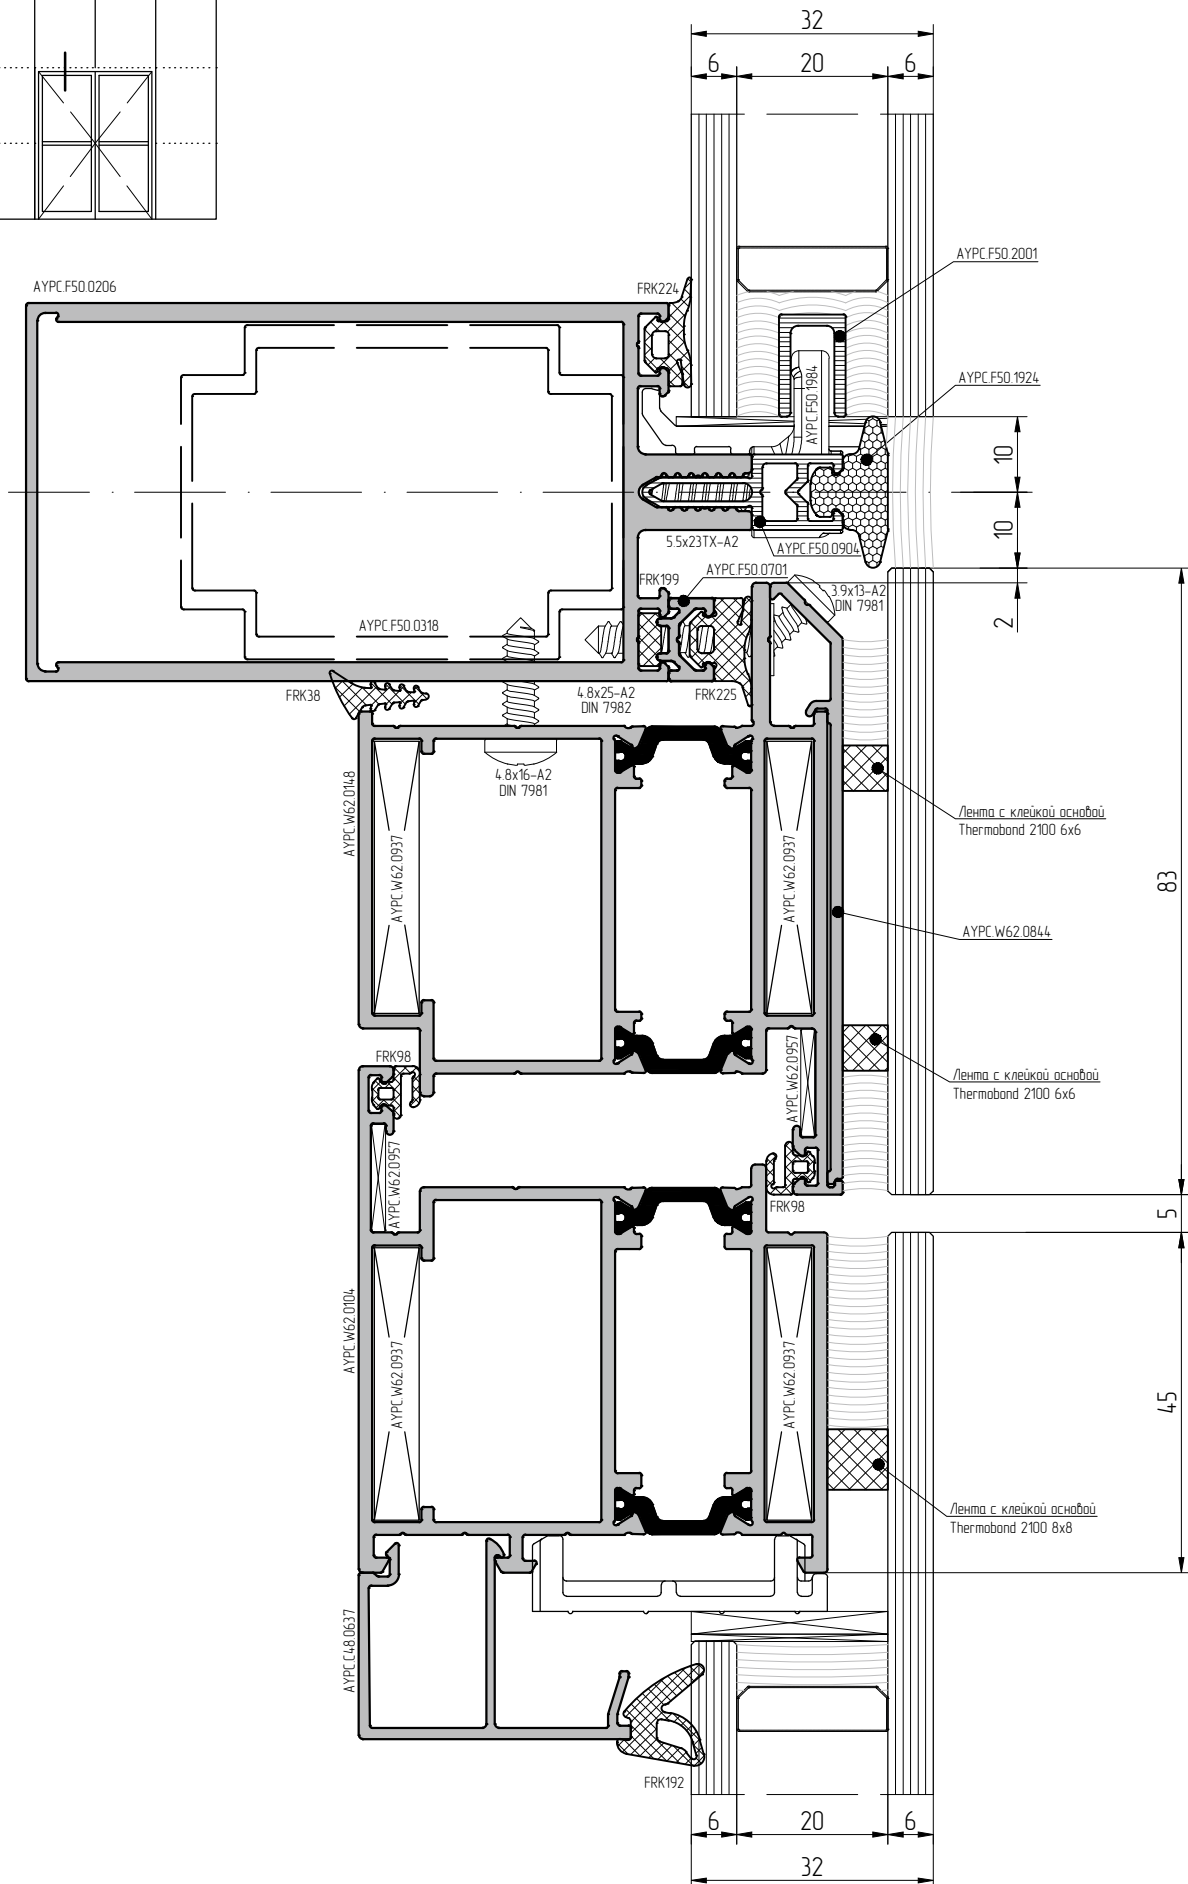 32
6
20
6
AYPC.F50.2001
AYPC.F50.0206
FRK224
AYPC.F50.1984
AYPC.F50.1924
10
10
5.5x23TX-A2
AYPC.F50.0904
FRK199
AYPC.F50.0701
3.9x13-A2
DIN 7981
2
AYPC.F50.0318
FRK38
4.8x25-A2
DIN 7982
FRK225
4.8x16-A2
DIN 7981
AYPC.W62.0148
AYPC.W62.0937
AYPC.W62.0937
Лента с клейкой основой
Thermobond 2100 6x6
83
AYPC.W62.0844
FRK98
AYPC.W62.0957
Лента с клейкой основой
Thermobond 2100 6x6
AYPC.W62.0957
FRK98
5
AYPC.W62.0104
AYPC.W62.0937
AYPC.W62.0937
45
Лента с клейкой основой
Thermobond 2100 8x8
AYPC.C48.0637
FRK192
6
20
6
32